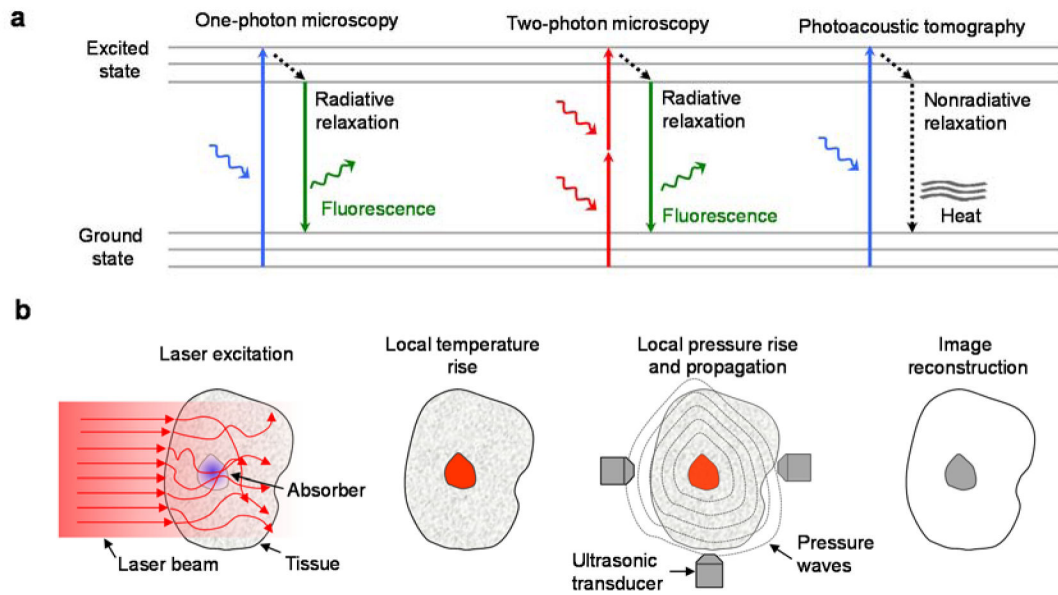 a
One-photon microscopy
Two-photon microscopy
Photoacoustic tomography
Excited
state
Radiative
relaxation
Radiative
relaxation
Nonradiative
relaxation
Fluorescence
Fluorescence
Heat
Ground
state
b
Laser excitation
Local temperature
rise
Local pressure rise
and propagation
Image
reconstruction
Absorber
Laser beam
Tissue
Ultrasonic
transducer
Pressure
waves